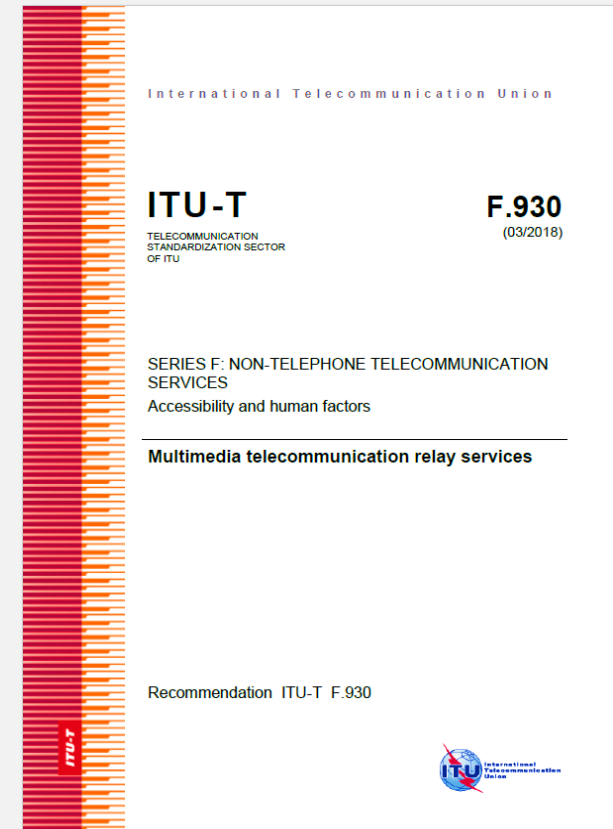 International Telecommunication Union
ITU-T
F.930
TELECOMMUNICATION
STANDARDIZATION SECTOR
OF ITU
(03/2018)
SERIES F: NON-TELEPHONE TELECOMMUNICATION
SERVICES
Accessibility and human factors
Multimedia telecommunication relay services
Recommendation ITU-T F.930
ITU-T
ITU
International
Telecommunication
Union